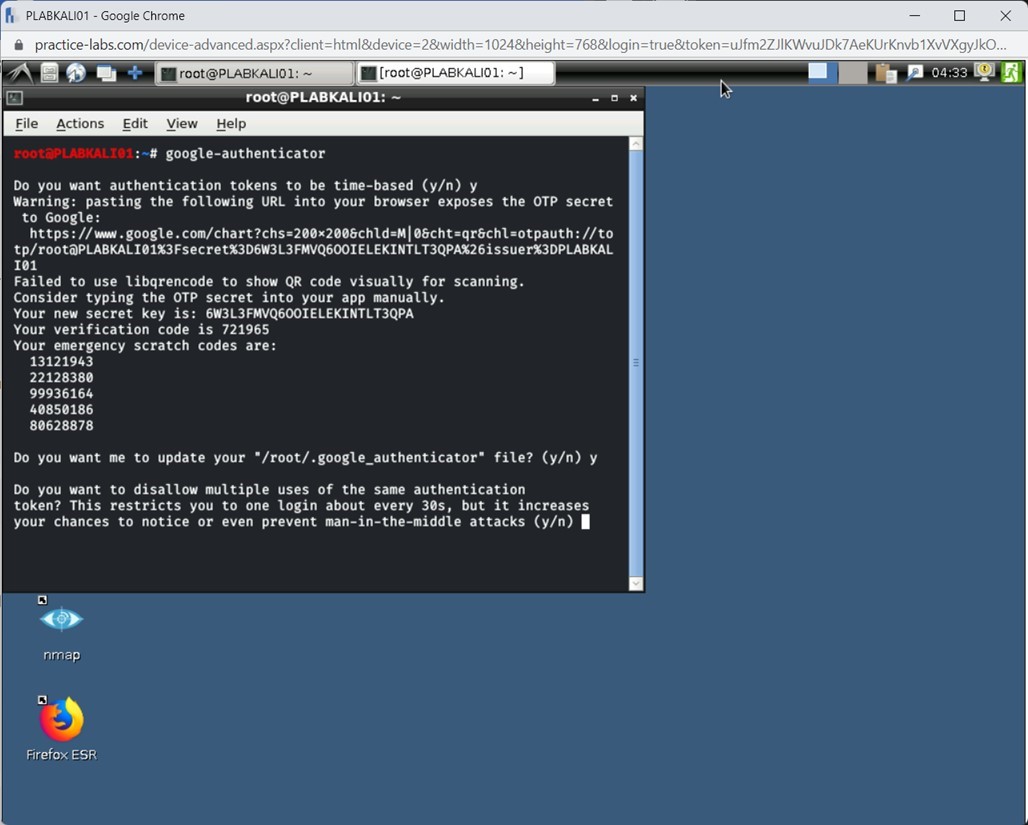 PLABKALI01 - Google Chrome
practice-labs.com/device-advanced.aspx?client=html&device=2&width=1024&height=768&login=true&token=uJfm2ZJlKWvuJDk7AeKUrKnvb1XvVXgyJkO...
root@PLABKALI01: ~
[root@PLABKALI01: ~]
04:33
root@PLABKALI01: ~
File Actions Edit View Help
root@PLABKALI01:~# google-authenticator
Do you want authentication tokens to be time-based (y/n) y
Warning: pasting the following URL into your browser exposes the OTP secret
to Google:
https://www.google.com/chart?chs=200×200&chld=M|0&cht=qr&chl=otpauth://to
tp/root@PLABKALI01%3Fsecret%3D6W3L3FMVQ6OOIELEKINTLT3QPA%26issuer%3DPLABKAL
I01
Failed to use libqrencode to show QR code visually for scanning.
Consider typing the OTP secret into your app manually.
Your new secret key is: 6W3L3FMVQ6OOIELEKINTLT3QPA
Your verification code is 721965
Your emergency scratch codes are:
13121943
22128380
99936164
40850186
80628878
Do you want me to update your "/root/.google_authenticator" file? (y/n) y
Do you want to disallow multiple uses of the same authentication
token? This restricts you to one login about every 30s, but it increases
your chances to notice or even prevent man-in-the-middle attacks (y/n)
nmap
Firefox ESR